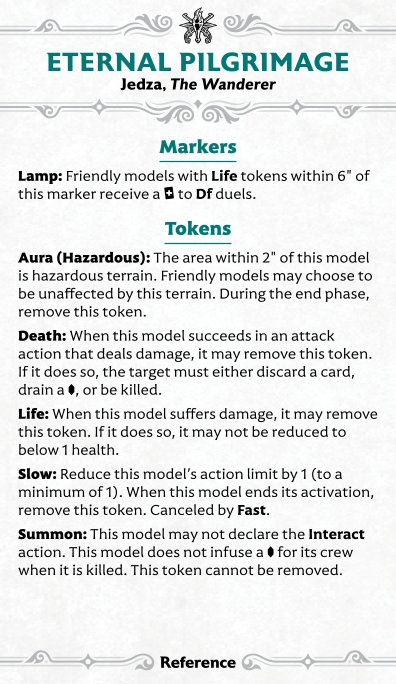 ETERNAL PILGRIMAGE
Jedza, The Wanderer
Markers
Lamp: Friendly models with Life tokens within 6" of
this marker receive a + to Df duels.
Tokens
Aura (Hazardous): The area within 2" of this model
is hazardous terrain. Friendly models may choose to
be unaffected by this terrain. During the end phase,
remove this token.
Death: When this model succeeds in an attack
action that deals damage, it may remove this token.
If it does so, the target must either discard a card,
drain a , or be killed.
Life: When this model suffers damage, it may remove
this token. If it does so, it may not be reduced to
below 1 health.
Slow: Reduce this model's action limit by 1 (to a
minimum of 1). When this model ends its activation,
remove this token. Canceled by Fast.
Summon: This model may not declare the Interact
action. This model does not infuse a for its crew
when it is killed. This token cannot be removed.
Reference